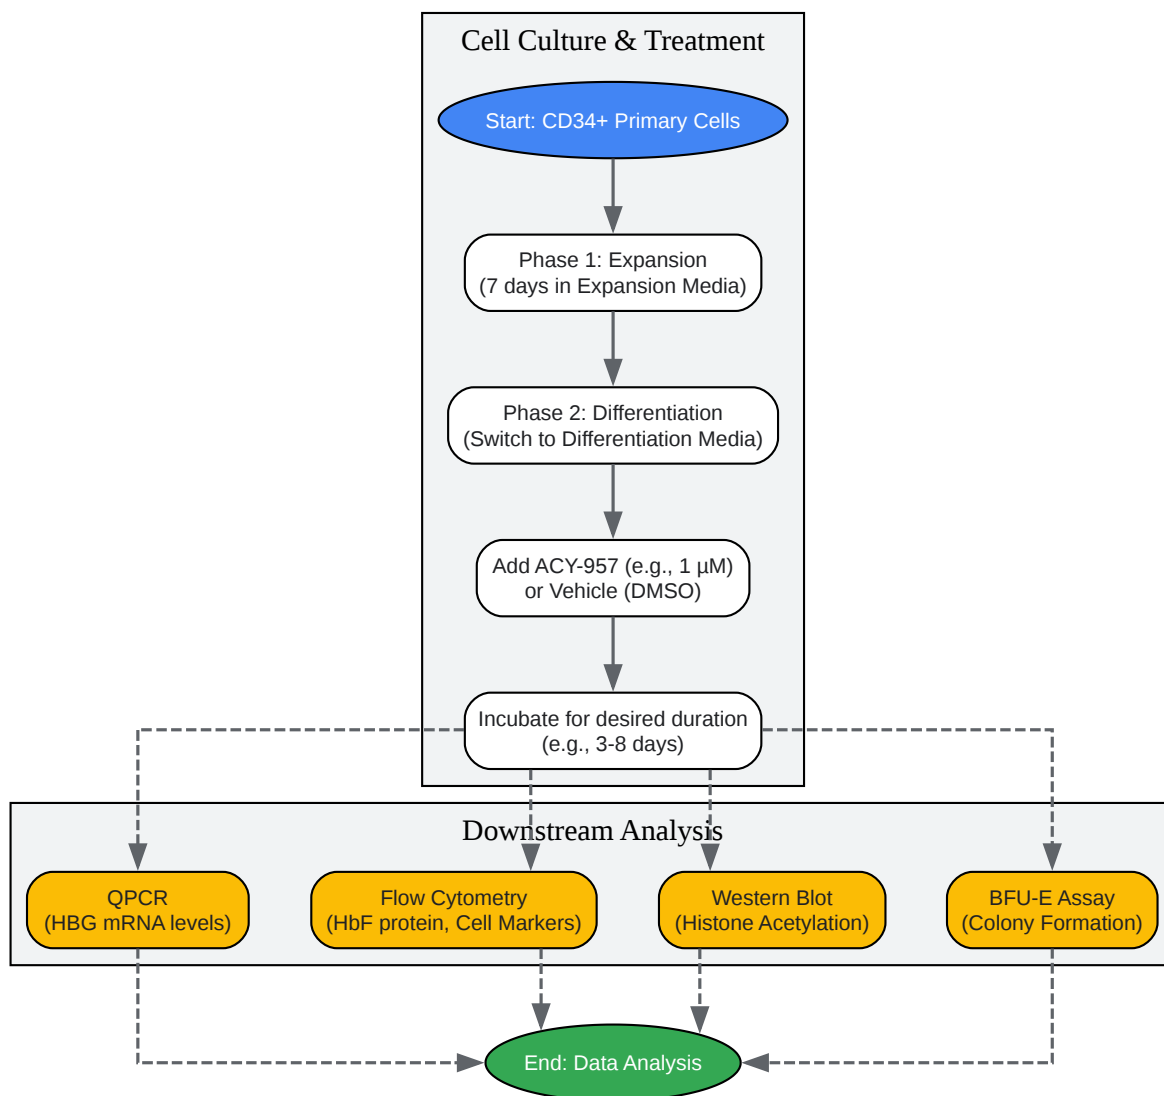 Cell Culture & Treatment
Start: CD34+ Primary Cells
Phase 1: Expansion
(7 days in Expansion Media)
Phase 2: Differentiation
(Switch to Differentiation Media)
Add ACY-957 (e.g., 1 µM)
or Vehicle (DMSO)
Incubate for desired duration
(e.g., 3-8 days)
Downstream Analysis
QPCR
(HBG mRNA levels)
Flow Cytometry
(HbF protein, Cell Markers)
Western Blot
(Histone Acetylation)
BFU-E Assay
(Colony Formation)
End: Data Analysis